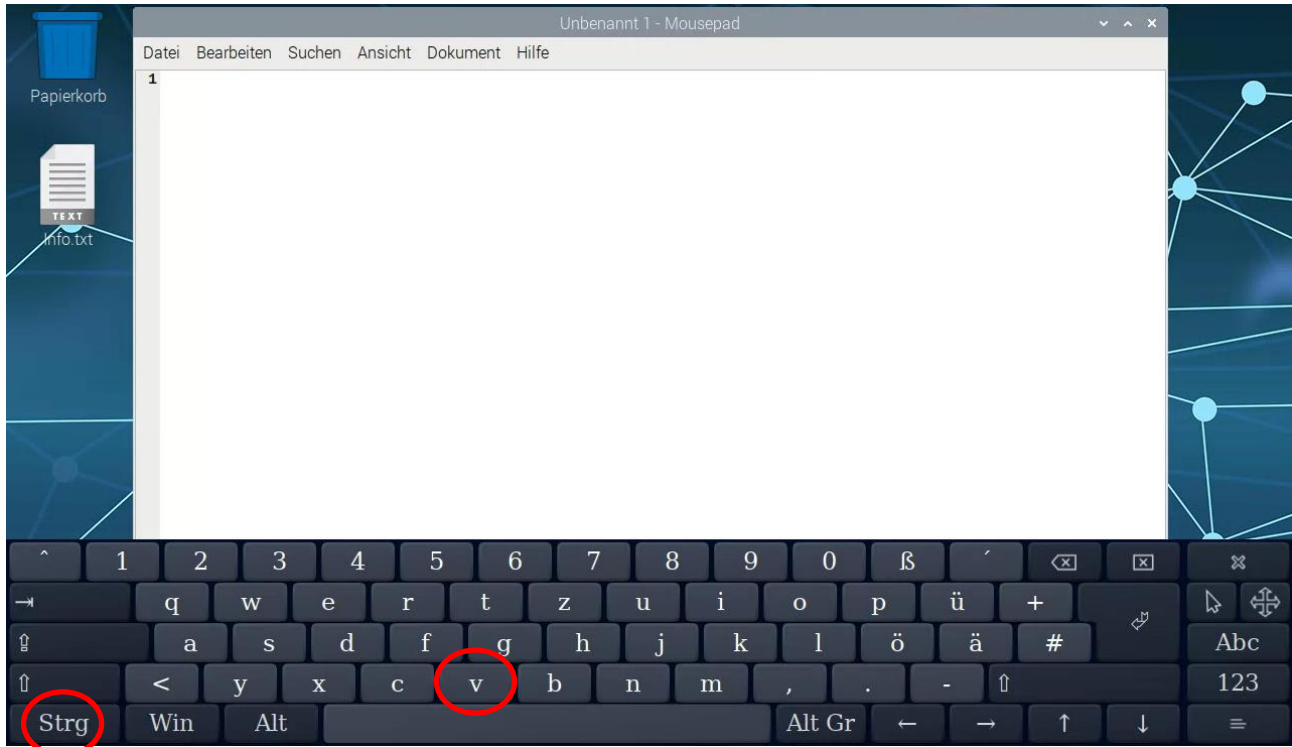 Unbenannt 1 - Mousepad
Datei Bearbeiten Suchen Ansicht Dokument Hilfe
1
Papierkorb
TEXT
Info.txt
^ 1 2 3 4 5 6 7 8 9 0 ß ´
q w e r t z u i o p ü +
a s d f g h j k l ö ä # Abc
< y x c v b n m , . - 123
Strg Win Alt Alt Gr ← → ↑ ↓